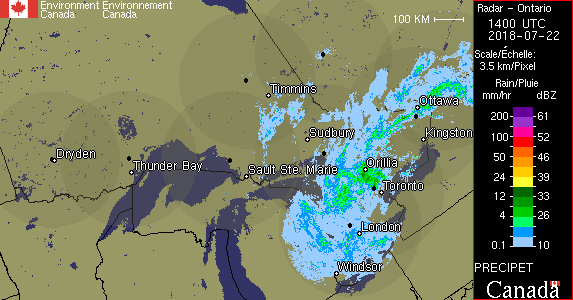 Environment Environnement
Canada Canada
100 KM
Timmins
Ottawa
Sudbury
Kingston
Dryden
Thunder Bay
Sault Ste. Marie
Orillia
Toronto
London
Windsor
Radar - Ontario
1400 UTC
2018-07-22
Scale/Échelle:
3.5 km/Pixel
Rain/Pluie
mm/hr dBZ
200 61
100 52
50 46
24 39
12 33
4 26
0.1 10
PRECIPET
Canada